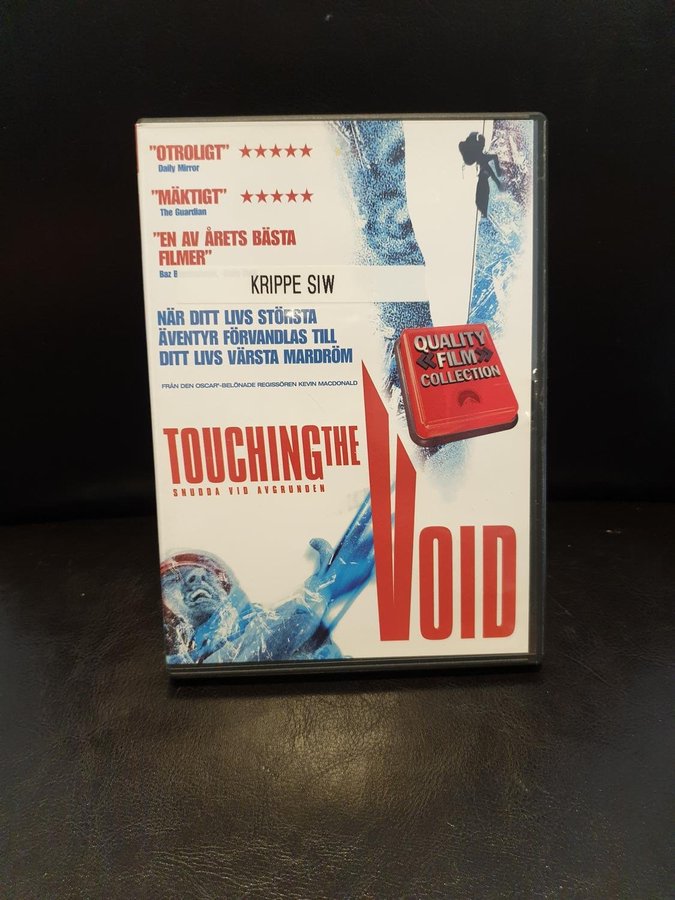 "OTROLIGT" ★★★★★
Daily Mirror
"MÄKTIGT" ★★★★★
The Guardian
"EN AV ÅRETS BÄSTA
FILMER"
Baz
KRIPPE SIW
NÄR DITT LIVS STÖRSTA
ÄVENTYR FÖRVANDLAS TILL
DITT LIVS VÄRSTA MARDRÖM
FRÅN DEN OSCAR®-BELÖNADE REGISSÖREN KEVIN MACDONALD
QUALITY
«FILM»
COLLECTION
TOUCHING THE
SNUDDA VID AVGRUNDEN
VOID